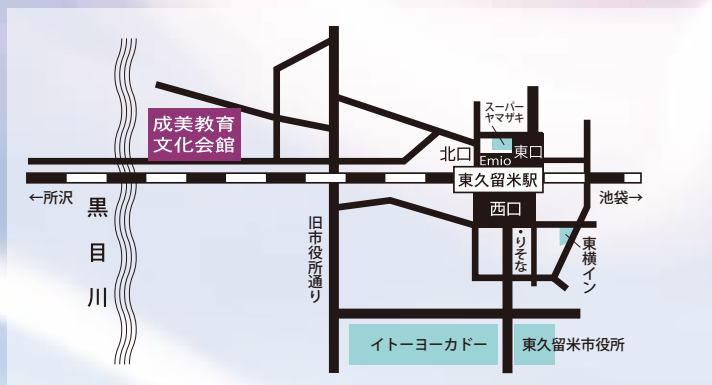 スーパー
ヤマザキ
成美教育
文化会館
北口
Emio
東口
東久留米駅
←所沢
池袋→
西口
黒目川
旧市役所通り
・りそな
東横イン
イトーヨーカドー
東久留米市役所